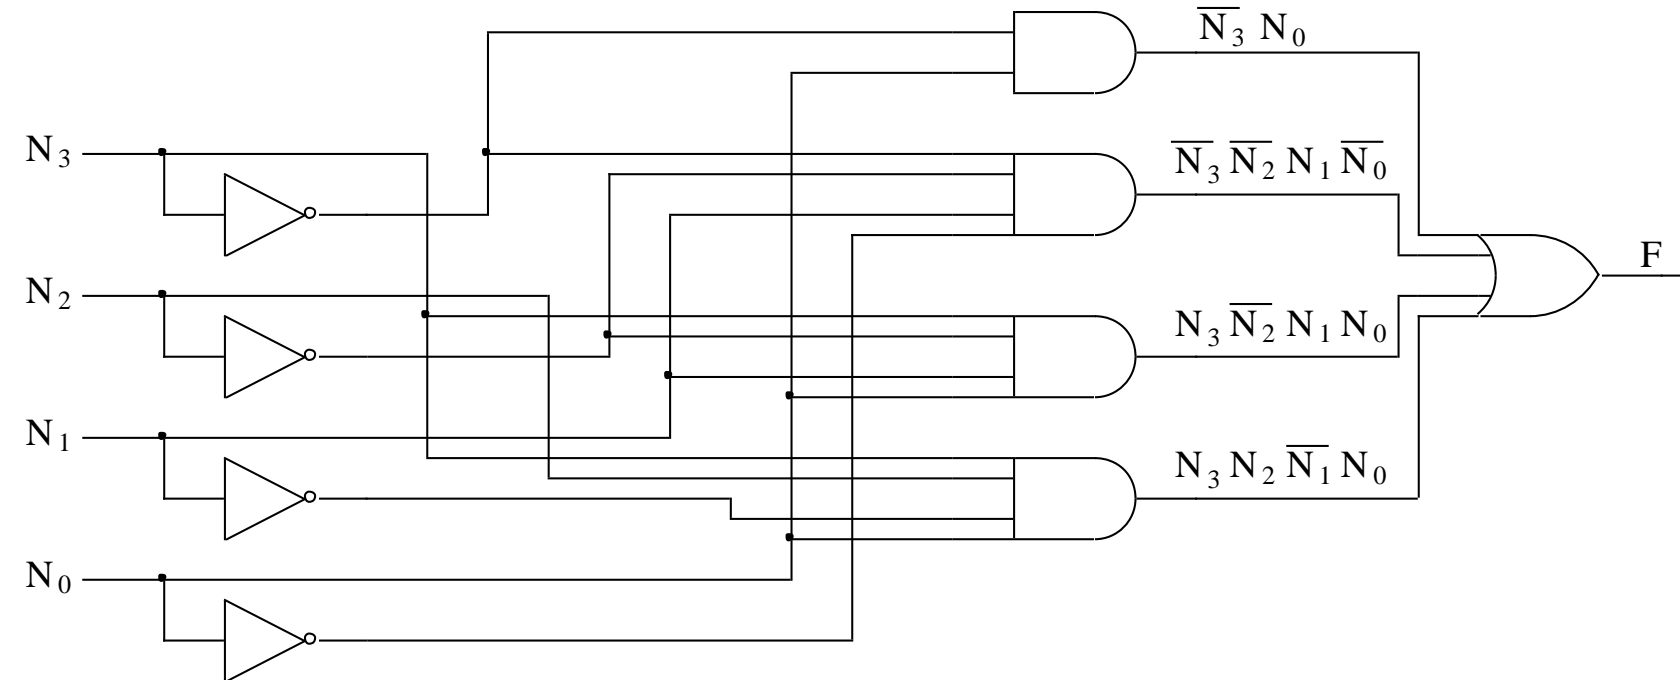 N̅₃ N₀
N₃
N̅₃ N̅₂ N₁ N̅₀
F
N₂
N₃ N̅₂ N₁ N₀
N₁
N₃ N₂ N̅₁ N₀
N₀